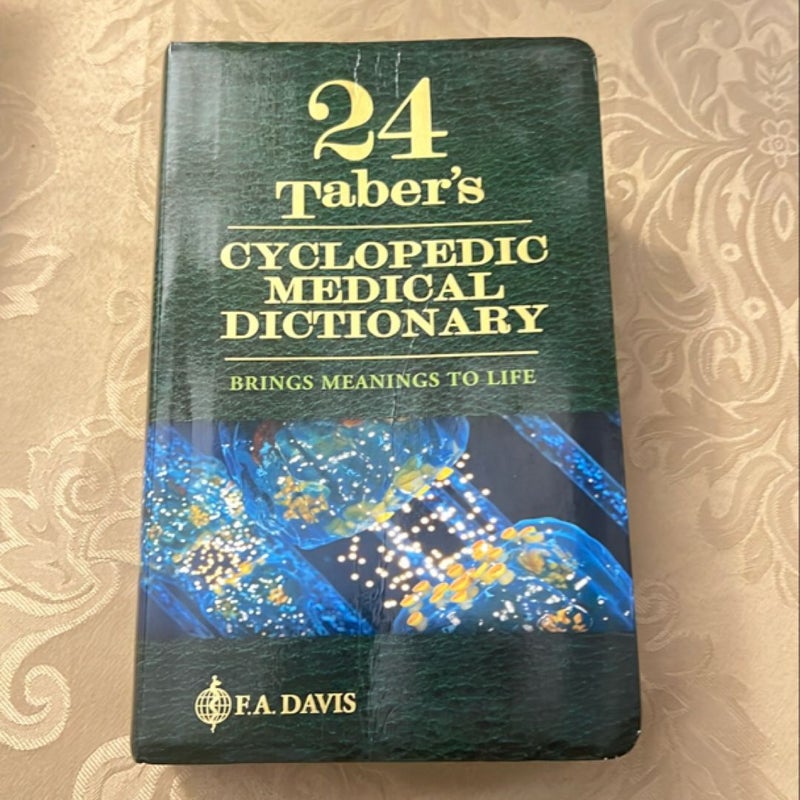 24
Taber's
CYCLOPEDIC
MEDICAL
DICTIONARY
BRINGS MEANINGS TO LIFE
F.A. DAVIS